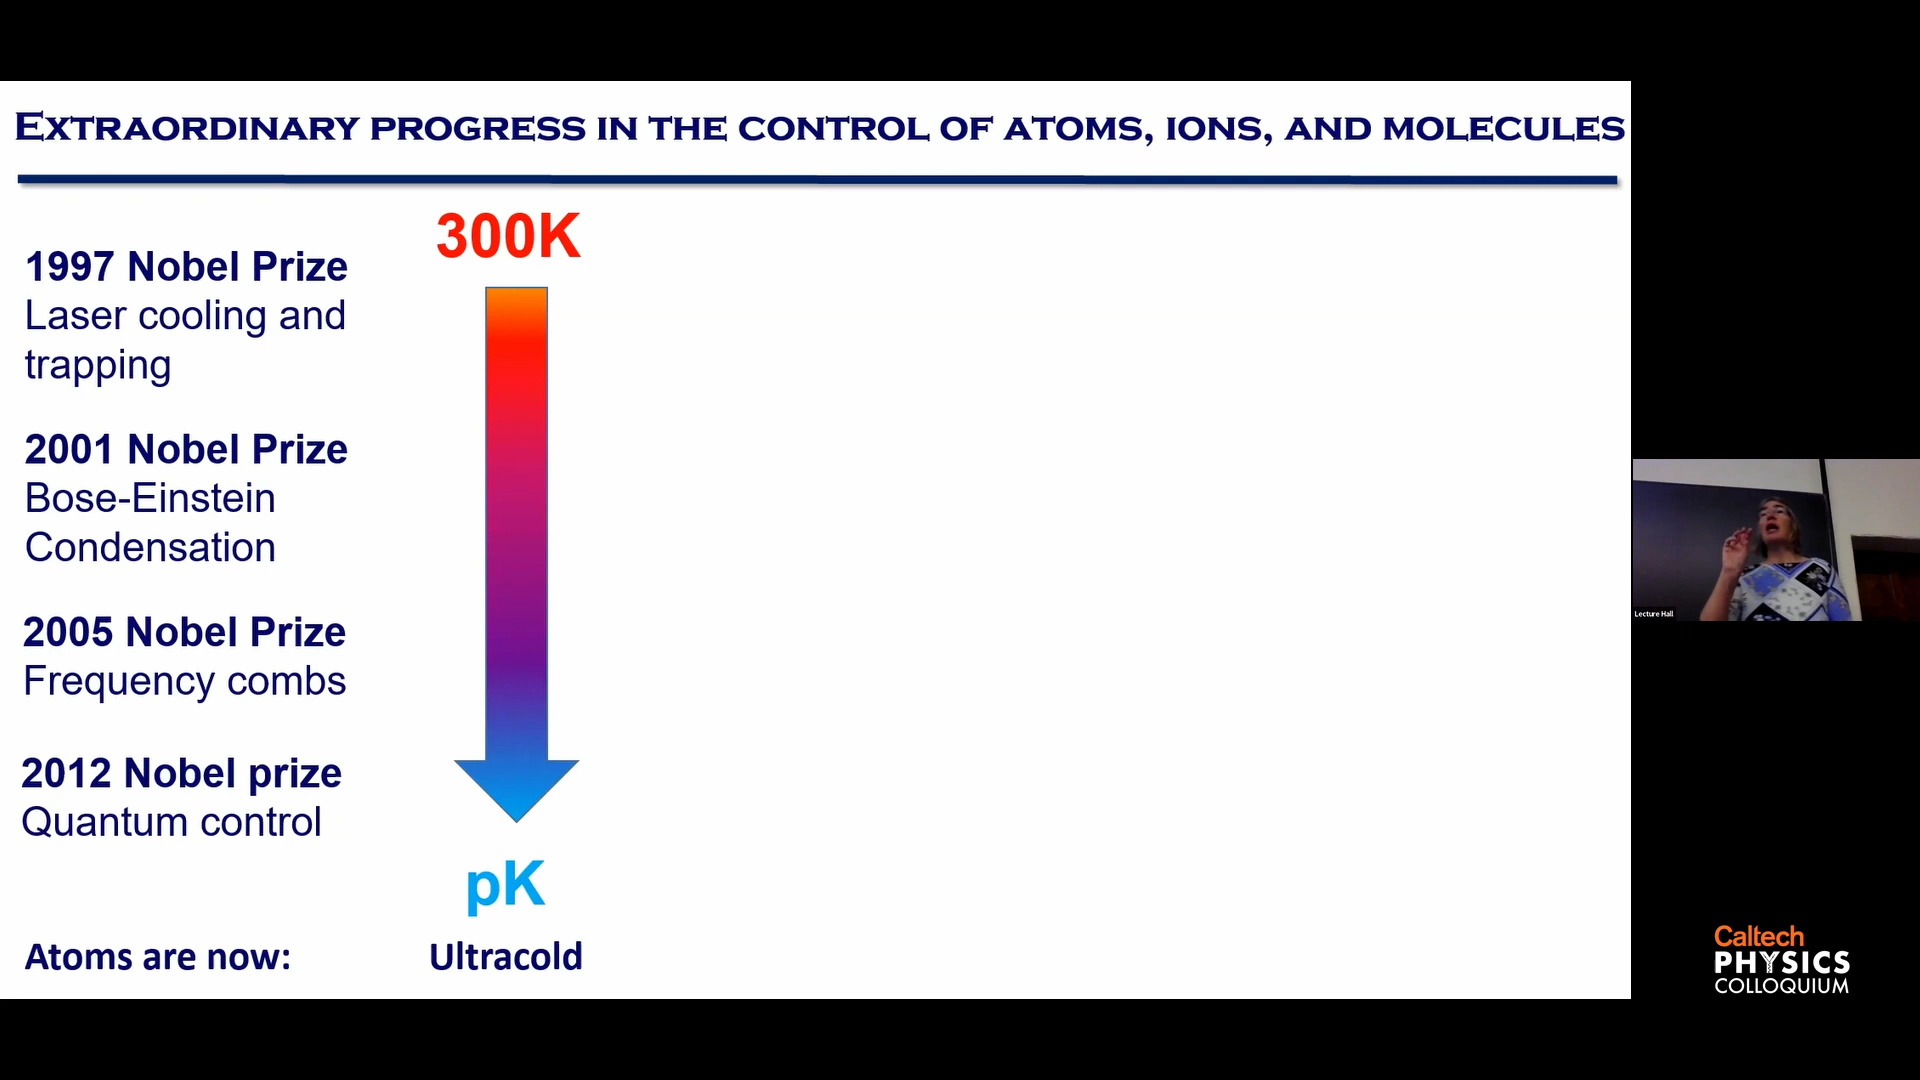 EXTRAORDINARY PROGRESS IN THE CONTROL OF ATOMS, IONS, AND MOLECULES
300K
1997 Nobel Prize
Laser cooling and
trapping
2001 Nobel Prize
Bose-Einstein
Condensation
2005 Nobel Prize
Frequency combs
2012 Nobel prize
Quantum control
pK
Atoms are now: Ultracold
Lecture Hall
Caltech
PHYSICS
COLLOQUIUM